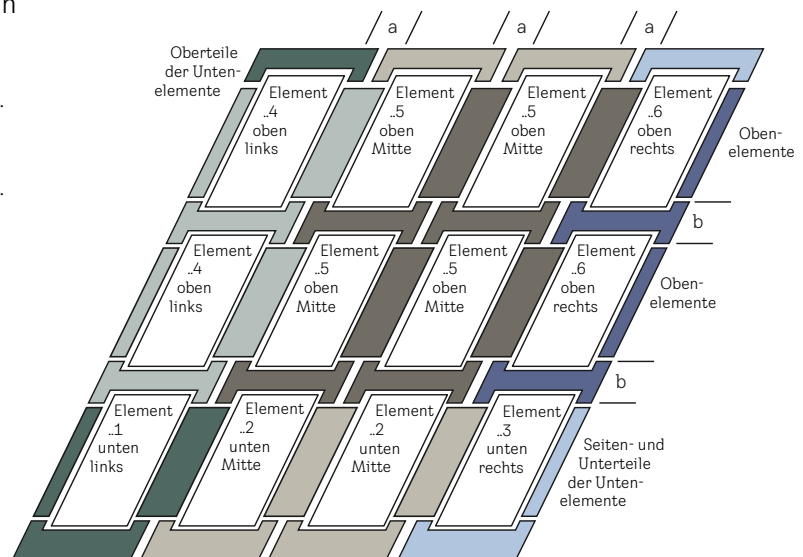 n
a
a
a
Oberteile
der Unten-
elemente
.
.
Element
..4
oben
links
Element
..5
oben
Mitte
Element
..5
oben
Mitte
Element
..6
oben
rechts
Oben-
elemente
b
Element
..4
oben
links
Element
..5
oben
Mitte
Element
..5
oben
Mitte
Element
..6
oben
rechts
Oben-
elemente
b
Element
..1
unten
links
Element
..2
unten
Mitte
Element
..2
unten
Mitte
Element
..3
unten
rechts
Seiten- und
Unterteile
der Unten-
elemente